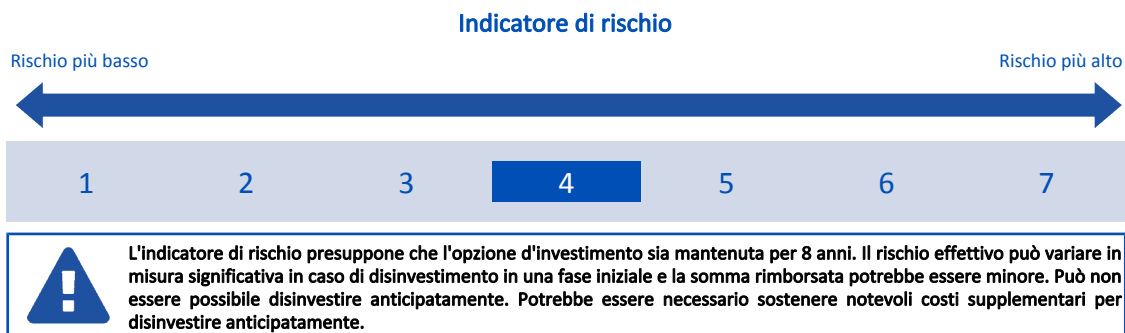 Indicatore di rischio
Rischio più basso
Rischio più alto
1 2 3 4 5 6 7
L'indicatore di rischio presuppone che l'opzione d'investimento sia mantenuta per 8 anni. Il rischio effettivo può variare in
misura significativa in caso di disinvestimento in una fase iniziale e la somma rimborsata potrebbe essere minore. Può non
essere possibile disinvestire anticipatamente. Potrebbe essere necessario sostenere notevoli costi supplementari per
disinvestire anticipatamente.